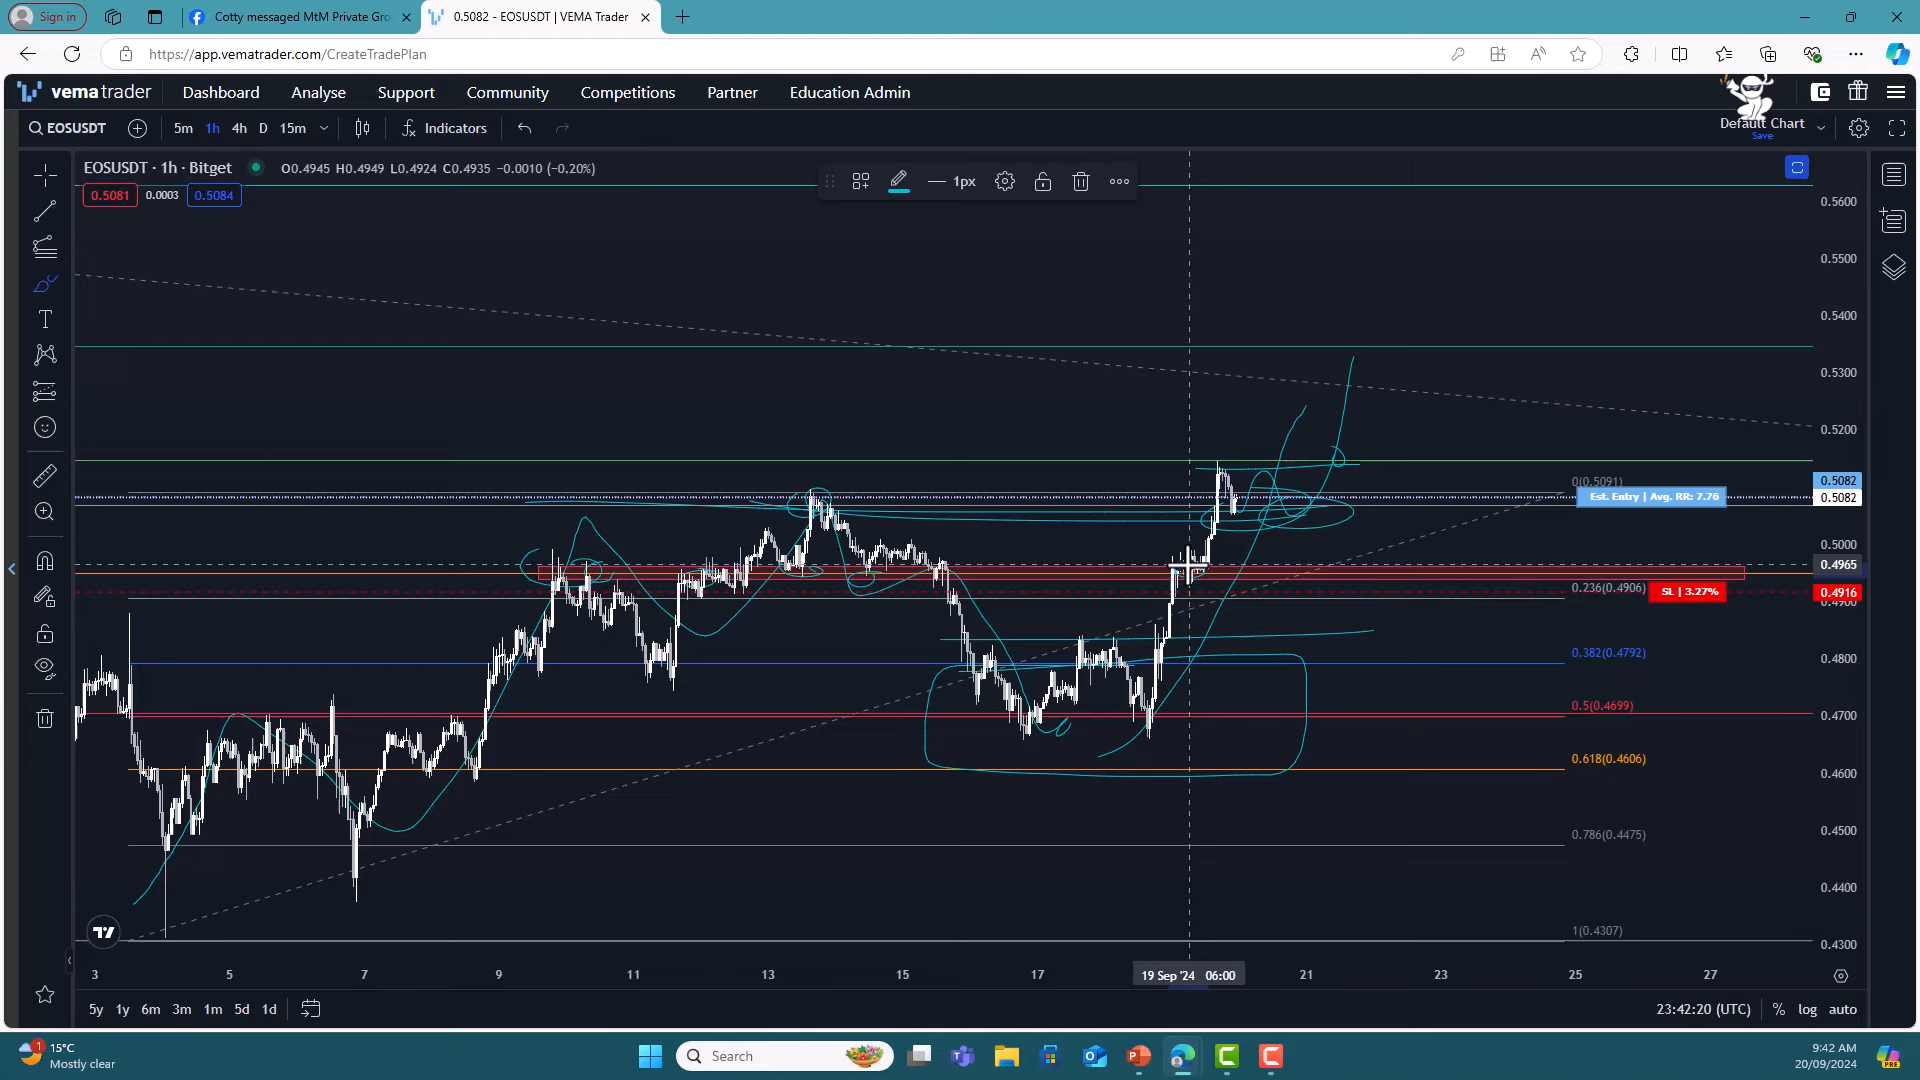 Sign in
Cotty messaged MtM Private Gro
0.5082 - EOSUSDT | VEMA Trader
https://app.vematrader.com/CreateTradePlan
vematrader Dashboard Analyse Support Community Competitions Partner Education Admin
EOSUSDT 5m 1h 4h D 15m Indicators
Default Chart
Save
EOSUSDT · 1h · Bitget O0.4945 H0.4949 L0.4924 C0.4935 −0.0010 (−0.20%)
1px
0.5081 0.0003 0.5084
0.5600
0.5500
0.5400
0.5300
0.5200
0(0.5091)
0.5082
Est. Entry | Avg. RR: 7.76
0.5082
0.5000
0.4965
0.236(0.4906)
SL | 3.27%
0.4916
0.4900
0.382(0.4792)
0.4800
0.5(0.4699)
0.4700
0.618(0.4606)
0.4600
0.786(0.4475)
0.4500
0.4400
1(0.4307)
0.4300
3 5 7 9 11 13 15 17 19 Sep '24 06:00 21 23 25 27
5y 1y 6m 3m 1m 5d 1d
23:42:20 (UTC) % log auto
1
15°C
Mostly clear
Search
9:42 AM
20/09/2024
PRE